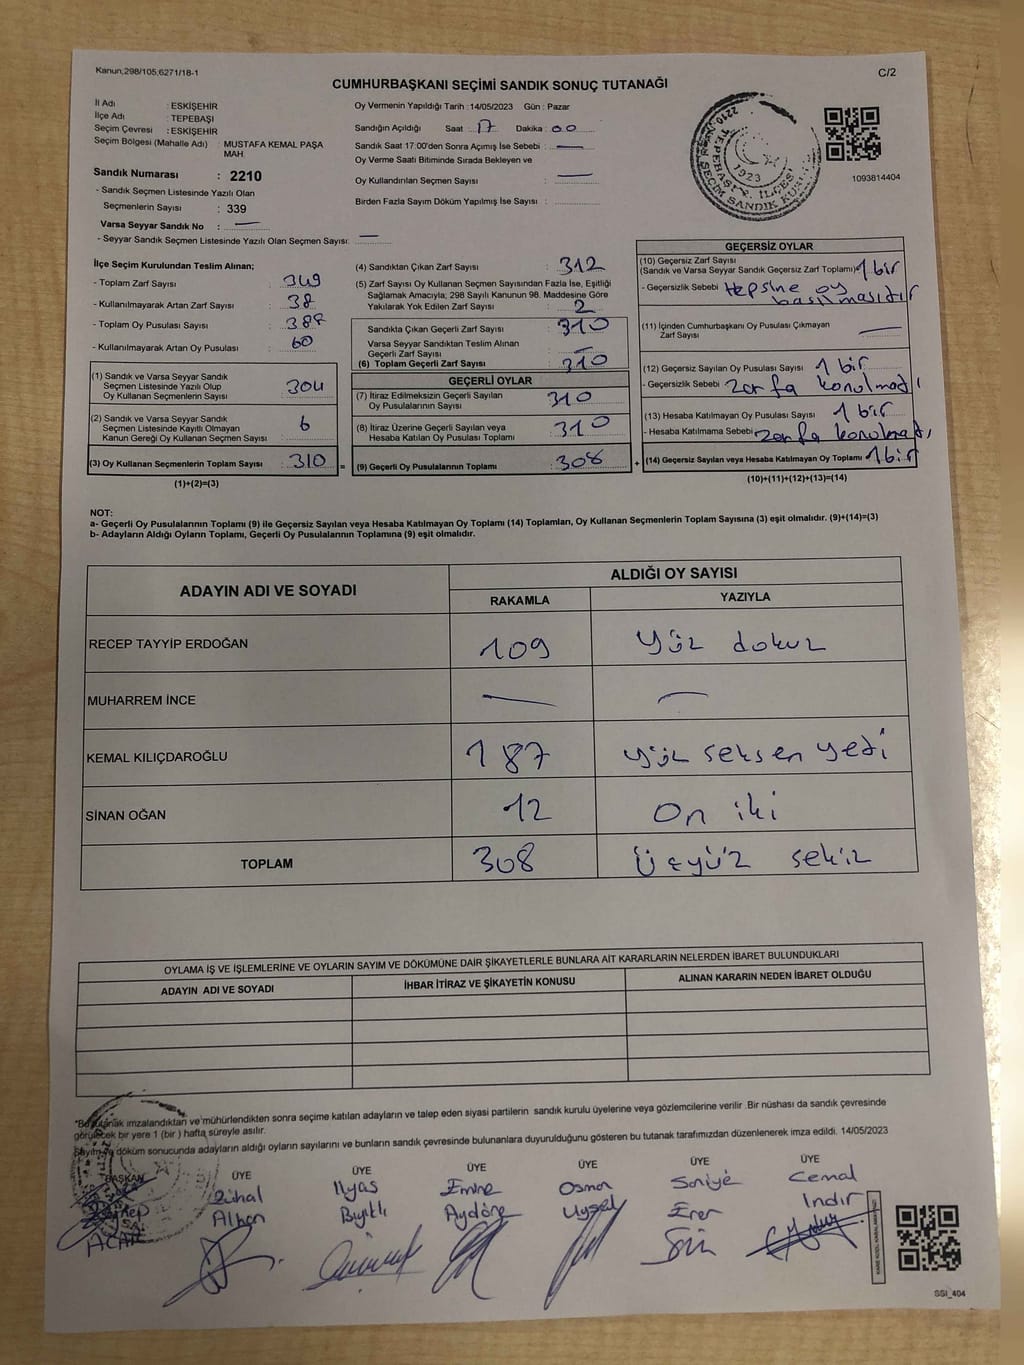 Kanun;298/105;6271/18-1
C/2
CUMHURBAŞKANI SEÇİMİ SANDIK SONUÇ TUTANAĞI
İl Adı : ESKİŞEHİR
İlçe Adı : TEPEBAŞI
Seçim Çevresi : ESKİŞEHİR
Seçim Bölgesi (Mahalle Adı) : MUSTAFA KEMAL PAŞA
MAH
Sandık Numarası : 2210
- Sandık Seçmen Listesinde Yazılı Olan
Seçmenlerin Sayısı : 339
Varsa Seyyar Sandık No : —
- Seyyar Sandık Seçmen Listesinde Yazılı Olan Seçmen Sayısı: —
Oy Vermenin Yapıldığı Tarih :14/05/2023 Gün : Pazar
Sandığın Açıldığı Saat : 17 Dakika : 00
Sandık Saat 17:00'den Sonra Açımış İse Sebebi : —
Oy Verme Saati Bitiminde Sırada Bekleyen ve
Oy Kullandırılan Seçmen Sayısı : —
Birden Fazla Sayım Döküm Yapılmış İse Sayısı :
2210
TEPEBAŞI İLÇESİ
SEÇİM SANDIK KURULU
1923
1093814404
İlçe Seçim Kurulundan Teslim Alınan;
- Toplam Zarf Sayısı : 349
- Kullanılmayarak Artan Zarf Sayısı : 38
- Toplam Oy Pusulası Sayısı :
- Kullanılmayarak Artan Oy Pusulası : 60
(1) Sandık ve Varsa Seyyar Sandık
Seçmen Listesinde Yazılı Olup
Oy Kullanan Seçmenlerin Sayısı : 304
(2) Sandık ve Varsa Seyyar Sandık
Seçmen Listesinde Kayıtlı Olmayan
Kanun Gereği Oy Kullanan Seçmen Sayısı : 6
(3) Oy Kullanan Seçmenlerin Toplam Sayısı : 310 =
(1)+(2)=(3)
(4) Sandıktan Çıkan Zarf Sayısı : 312
(5) Zarf Sayısı Oy Kullanan Seçmen Sayısından Fazla İse, Eşitliği
Sağlamak Amacıyla; 298 Sayılı Kanunun 98. Maddesine Göre
Yakılarak Yok Edilen Zarf Sayısı : 2
Sandıkta Çıkan Geçerli Zarf Sayısı : 310
Varsa Seyyar Sandıktan Teslim Alınan
Geçerli Zarf Sayısı : —
(6) Toplam Geçerli Zarf Sayısı : 310
GEÇERLİ OYLAR
(7) İtiraz Edilmeksizin Geçerli Sayılan
Oy Pusulalarının Sayısı : 310
(8) İtiraz Üzerine Geçerli Sayılan veya
Hesaba Katılan Oy Pusulası Toplamı : 310
(9) Geçerli Oy Pusulalarının Toplamı : 308 +
GEÇERSİZ OYLAR
(10) Geçersiz Zarf Sayısı
(Sandık ve Varsa Seyyar Sandık Geçersiz Zarf Toplamı): 1 bir
- Geçersizlik Sebebi : Hepsine oy
basılmasıdır
(11) İçinden Cumhurbaşkanı Oy Pusulası Çıkmayan
Zarf Sayısı : —
(12) Geçersiz Sayılan Oy Pusulası Sayısı : 1 bir
- Geçersizlik Sebebi : Zarfa konulmadı
(13) Hesaba Katılmayan Oy Pusulası Sayısı : 1 bir
- Hesaba Katılmama Sebebi : zarfa konulmadı
(14) Geçersiz Sayılan veya Hesaba Katılmayan Oy Toplamı : 1 bir
(10)+(11)+(12)+(13)=(14)
NOT:
a- Geçerli Oy Pusulalarının Toplamı (9) ile Geçersiz Sayılan veya Hesaba Katılmayan Oy Toplamı (14) Toplamları, Oy Kullanan Seçmenlerin Toplam Sayısına (3) eşit olmalıdır. (9)+(14)=(3)
b- Adayların Aldığı Oyların Toplamı, Geçerli Oy Pusulalarının Toplamına (9) eşit olmalıdır.
ADAYIN ADI VE SOYADI
ALDIĞI OY SAYISI
RAKAMLA YAZIYLA
RECEP TAYYİP ERDOĞAN 109 Yüz dokuz
MUHARREM İNCE — —
KEMAL KILIÇDAROĞLU 187 yüz seksen yedi
SİNAN OĞAN 12 On iki
TOPLAM 308 Üçyüz sekiz
OYLAMA İŞ VE İŞLEMLERİNE VE OYLARIN SAYIM VE DÖKÜMÜNE DAİR ŞİKAYETLERLE BUNLARA AİT KARARLARIN NELERDEN İBARET BULUNDUKLARI
ADAYIN ADI VE SOYADI İHBAR İTİRAZ VE ŞİKAYETİN KONUSU ALINAN KARARIN NEDEN İBARET OLDUĞU
*Bu tutanak imzalandıktan ve mühürlendikten sonra seçime katılan adayların ve talep eden siyasi partilerin sandık kurulu üyelerine veya gözlemcilerine verilir .Bir nüshası da sandık çevresinde
görülecek bir yere 1 (bir ) hafta süreyle asılır.
Sayım ve döküm sonucunda adayların aldığı oyların sayılarını ve bunların sandık çevresinde bulunanlara duyurulduğunu gösteren bu tutanak tarafımızdan düzenlenerek imza edildi. 14/05/2023
BAŞKAN ÜYE ÜYE ÜYE ÜYE ÜYE ÜYE
Zeynep Zühal İlyas Emine Osman Saniye Cemal
ACAR Alhan Bıyıklı Aydöne Uysal Erer İndir
SSI_404